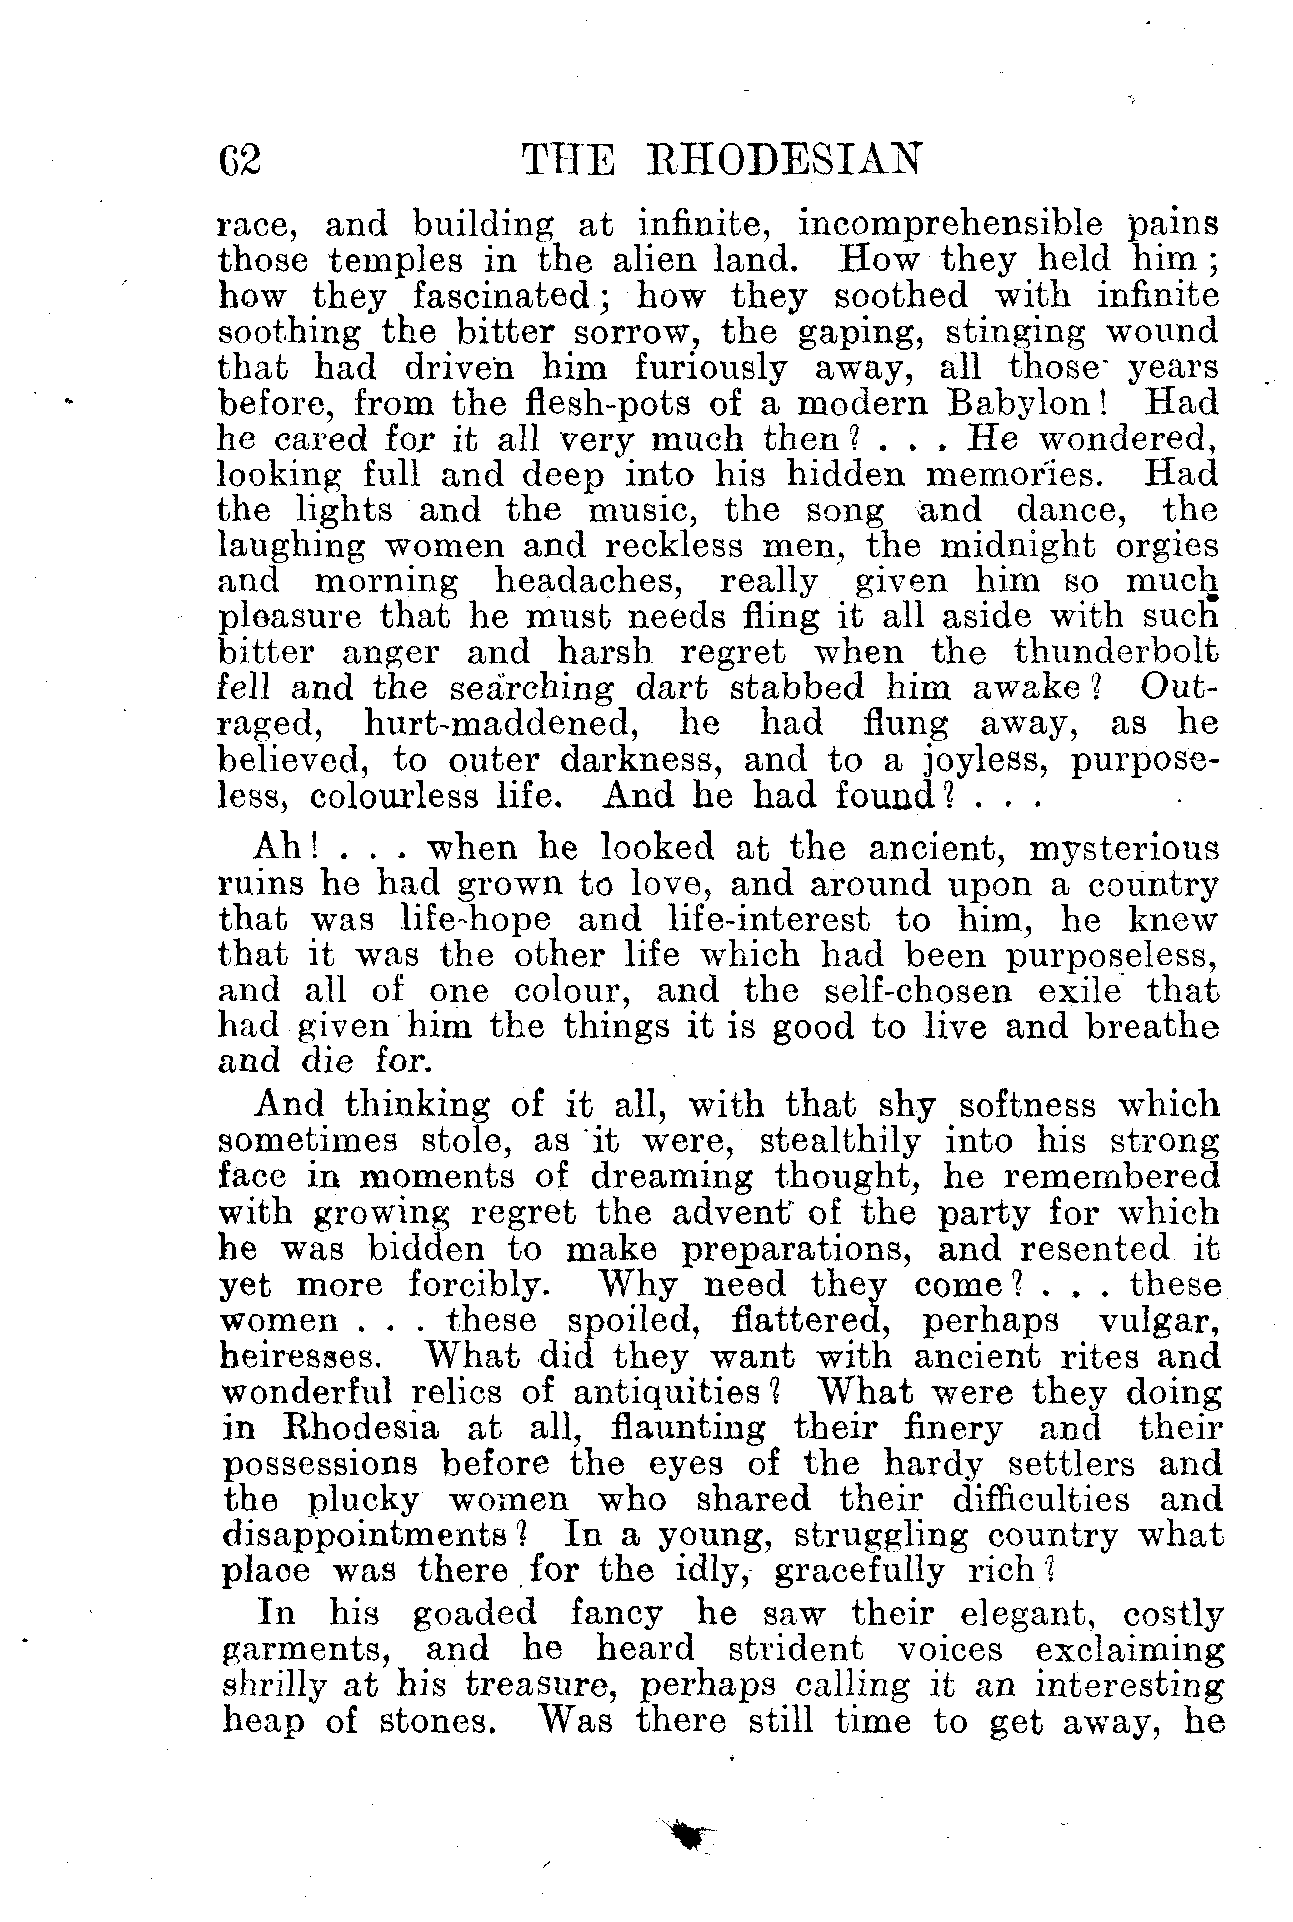 62 THE RHODESIAN
race, and building at infinite, incomprehensible pains
those temples in the alien land. How they held him ;
how they fascinated ; how they soothed with infinite
soothing the bitter sorrow, the gaping, stinging wound
that had driven him furiously away, all those years
before, from the flesh-pots of a modern Babylon! Had
he cared for it all very much then? . . . He wondered,
looking full and deep into his hidden memories. Had
the lights and the music, the song and dance, the
laughing women and reckless men, the midnight orgies
and morning headaches, really given him so much
pleasure that he must needs fling it all aside with such
bitter anger and harsh regret when the thunderbolt
fell and the searching dart stabbed him awake? Out-
raged, hurt-maddened, he had flung away, as he
believed, to outer darkness, and to a joyless, purpose-
less, colourless life. And he had found? . . .
Ah! . . . when he looked at the ancient, mysterious
ruins he had grown to love, and around upon a country
that was life-hope and life-interest to him, he knew
that it was the other life which had been purposeless,
and all of one colour, and the self-chosen exile that
had given him the things it is good to live and breathe
and die for.
And thinking of it all, with that shy softness which
sometimes stole, as it were, stealthily into his strong
face in moments of dreaming thought, he remembered
with growing regret the advent of the party for which
he was bidden to make preparations, and resented it
yet more forcibly. Why need they come? . . . these
women . . . these spoiled, flattered, perhaps vulgar,
heiresses. What did they want with ancient rites and
wonderful relics of antiquities? What were they doing
in Rhodesia at all, flaunting their finery and their
possessions before the eyes of the hardy settlers and
the plucky women who shared their difficulties and
disappointments? In a young, struggling country what
place was there for the idly, gracefully rich?
In his goaded fancy he saw their elegant, costly
garments, and he heard strident voices exclaiming
shrilly at his treasure, perhaps calling it an interesting
heap of stones. Was there still time to get away, he